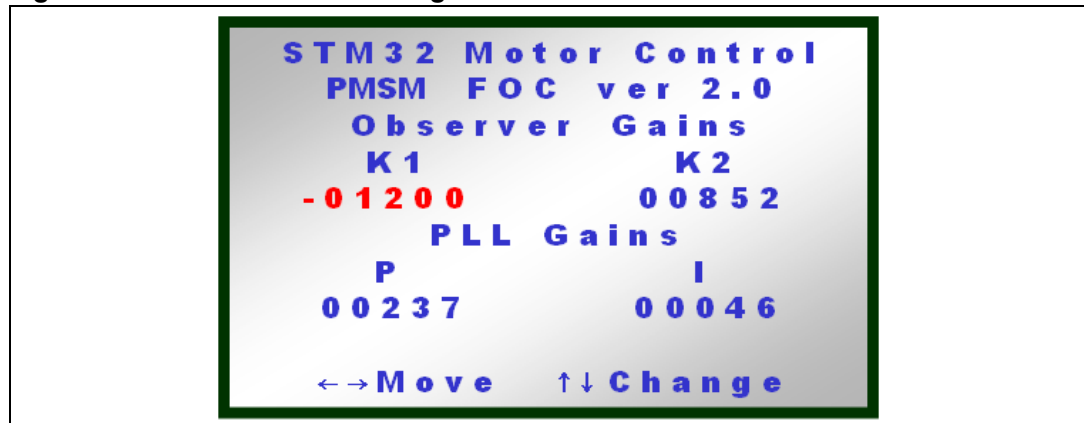 STM32 Motor Control
PMSM FOC ver 2.0
Observer Gains
K1 K2
-01200 00852
PLL Gains
P I
00237 00046
←→Move ↑↓Change